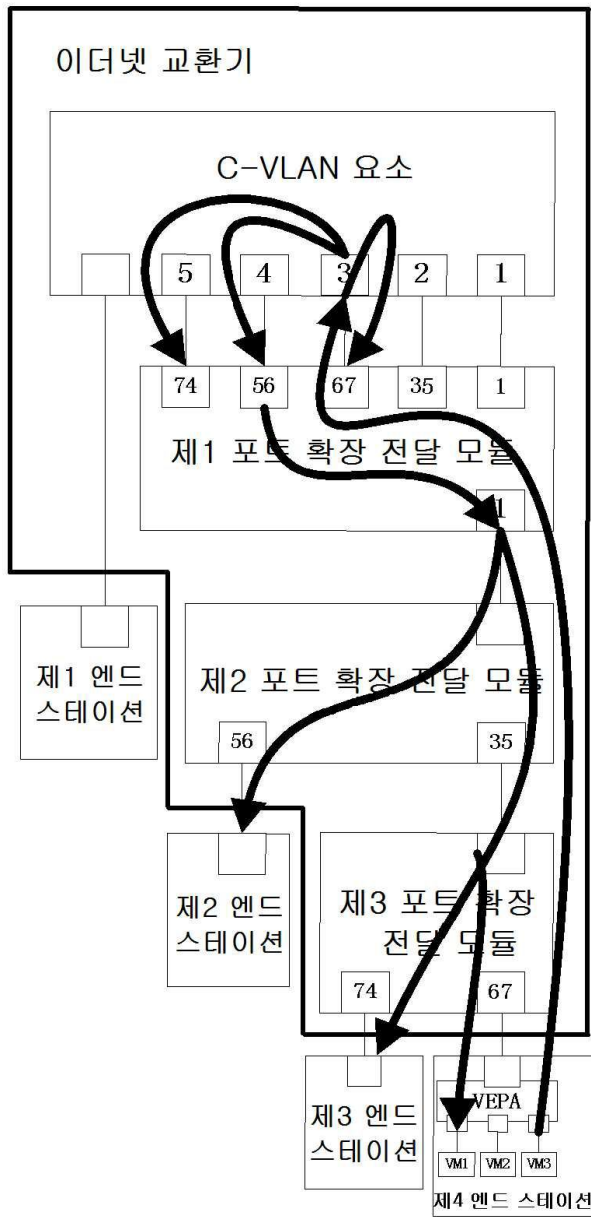 이더넷 교환기
C-VLAN 요소
5 4 3 2 1
74 56 67 35 1
제1 포트 확장 전달 모듈
1
제1 엔드
스테이션
제2 포트 확장 전달 모듈
56 35
제2 엔드
스테이션
제3 포트 확장
전달 모듈
74 67
제3 엔드
스테이션
VEPA
VM1 VM2 VM3
제4 엔드 스테이션